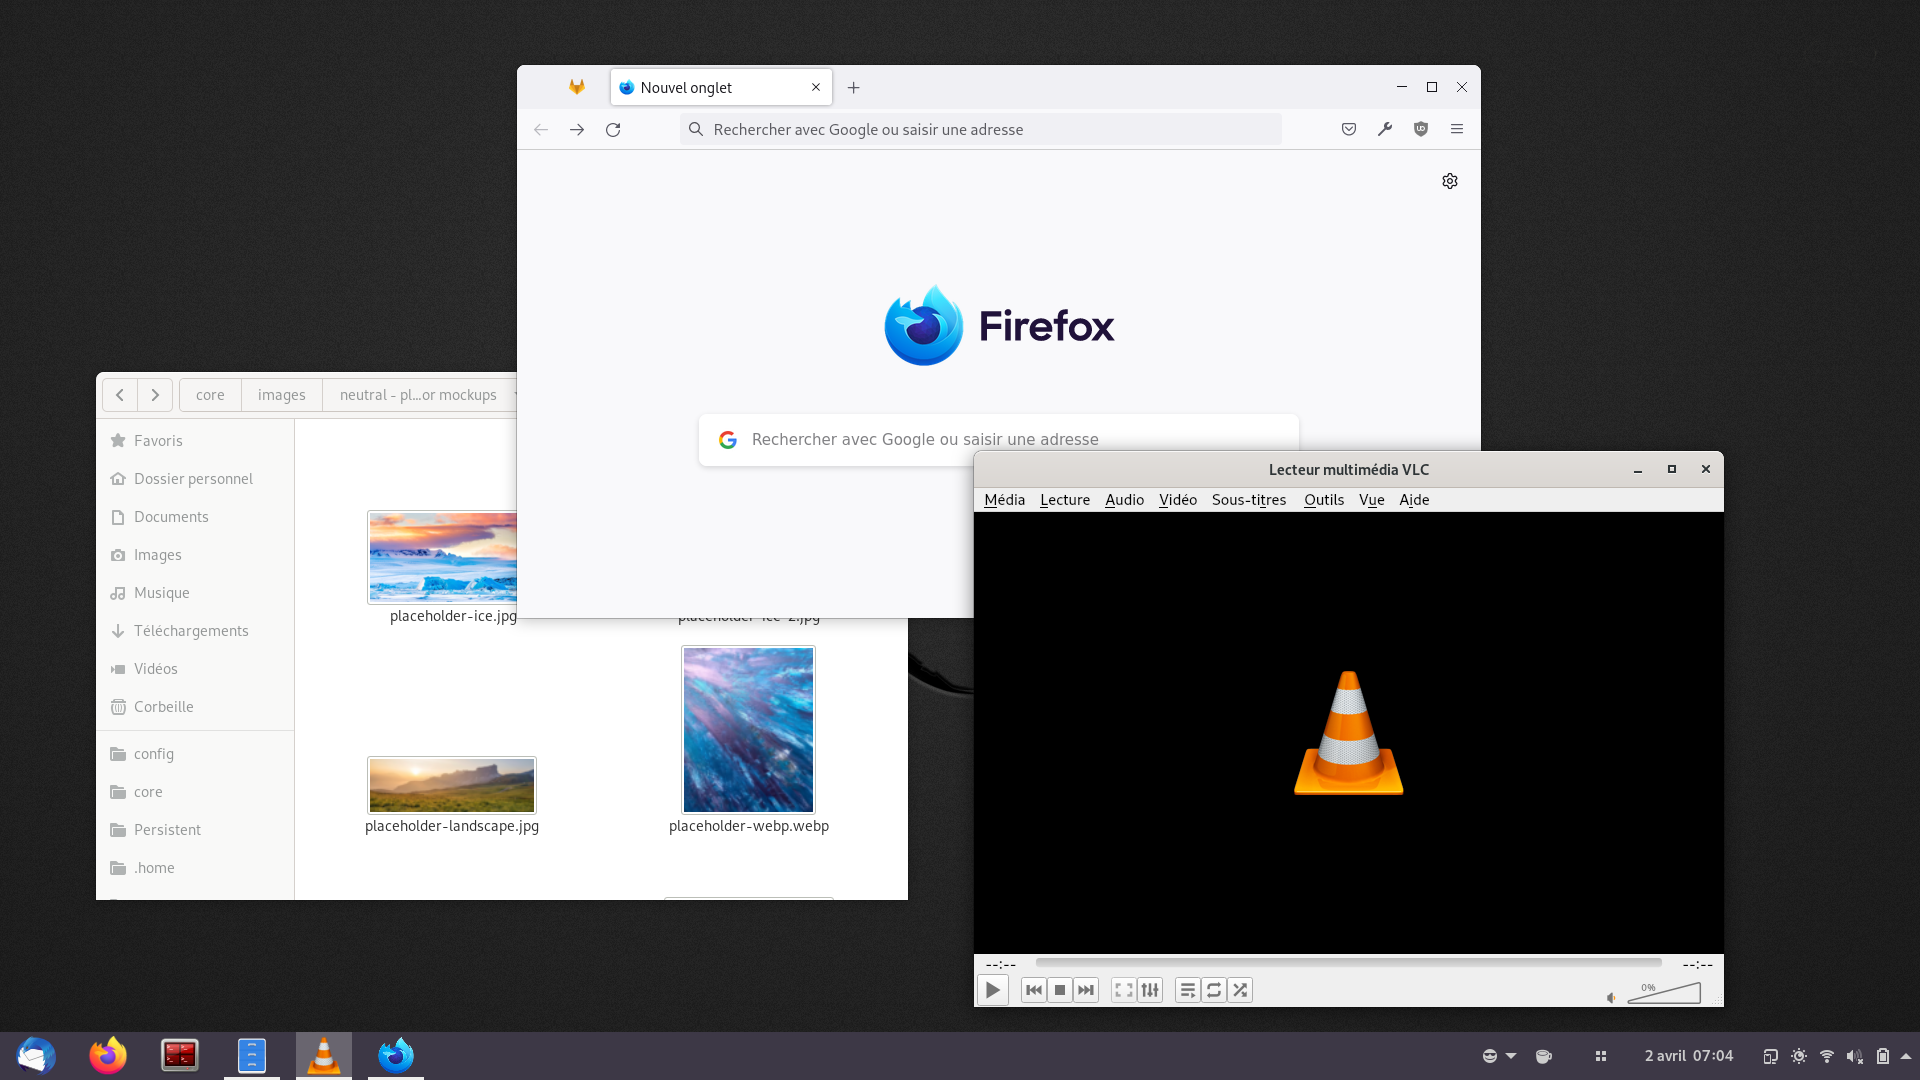 Nouvel onglet
Rechercher avec Google ou saisir une adresse
Firefox
Rechercher avec Google ou saisir une adresse
core
images
neutral - pl...or mockups
Favoris
Dossier personnel
Documents
Images
Musique
Téléchargements
Vidéos
Corbeille
config
core
Persistent
.home
placeholder-ice.jpg
placeholder-ice-2.jpg
placeholder-landscape.jpg
placeholder-webp.webp
Lecteur multimédia VLC
Média Lecture Audio Vidéo Sous-titres Outils Vue Aide
--:-- --:--
0%
2 avril 07:04